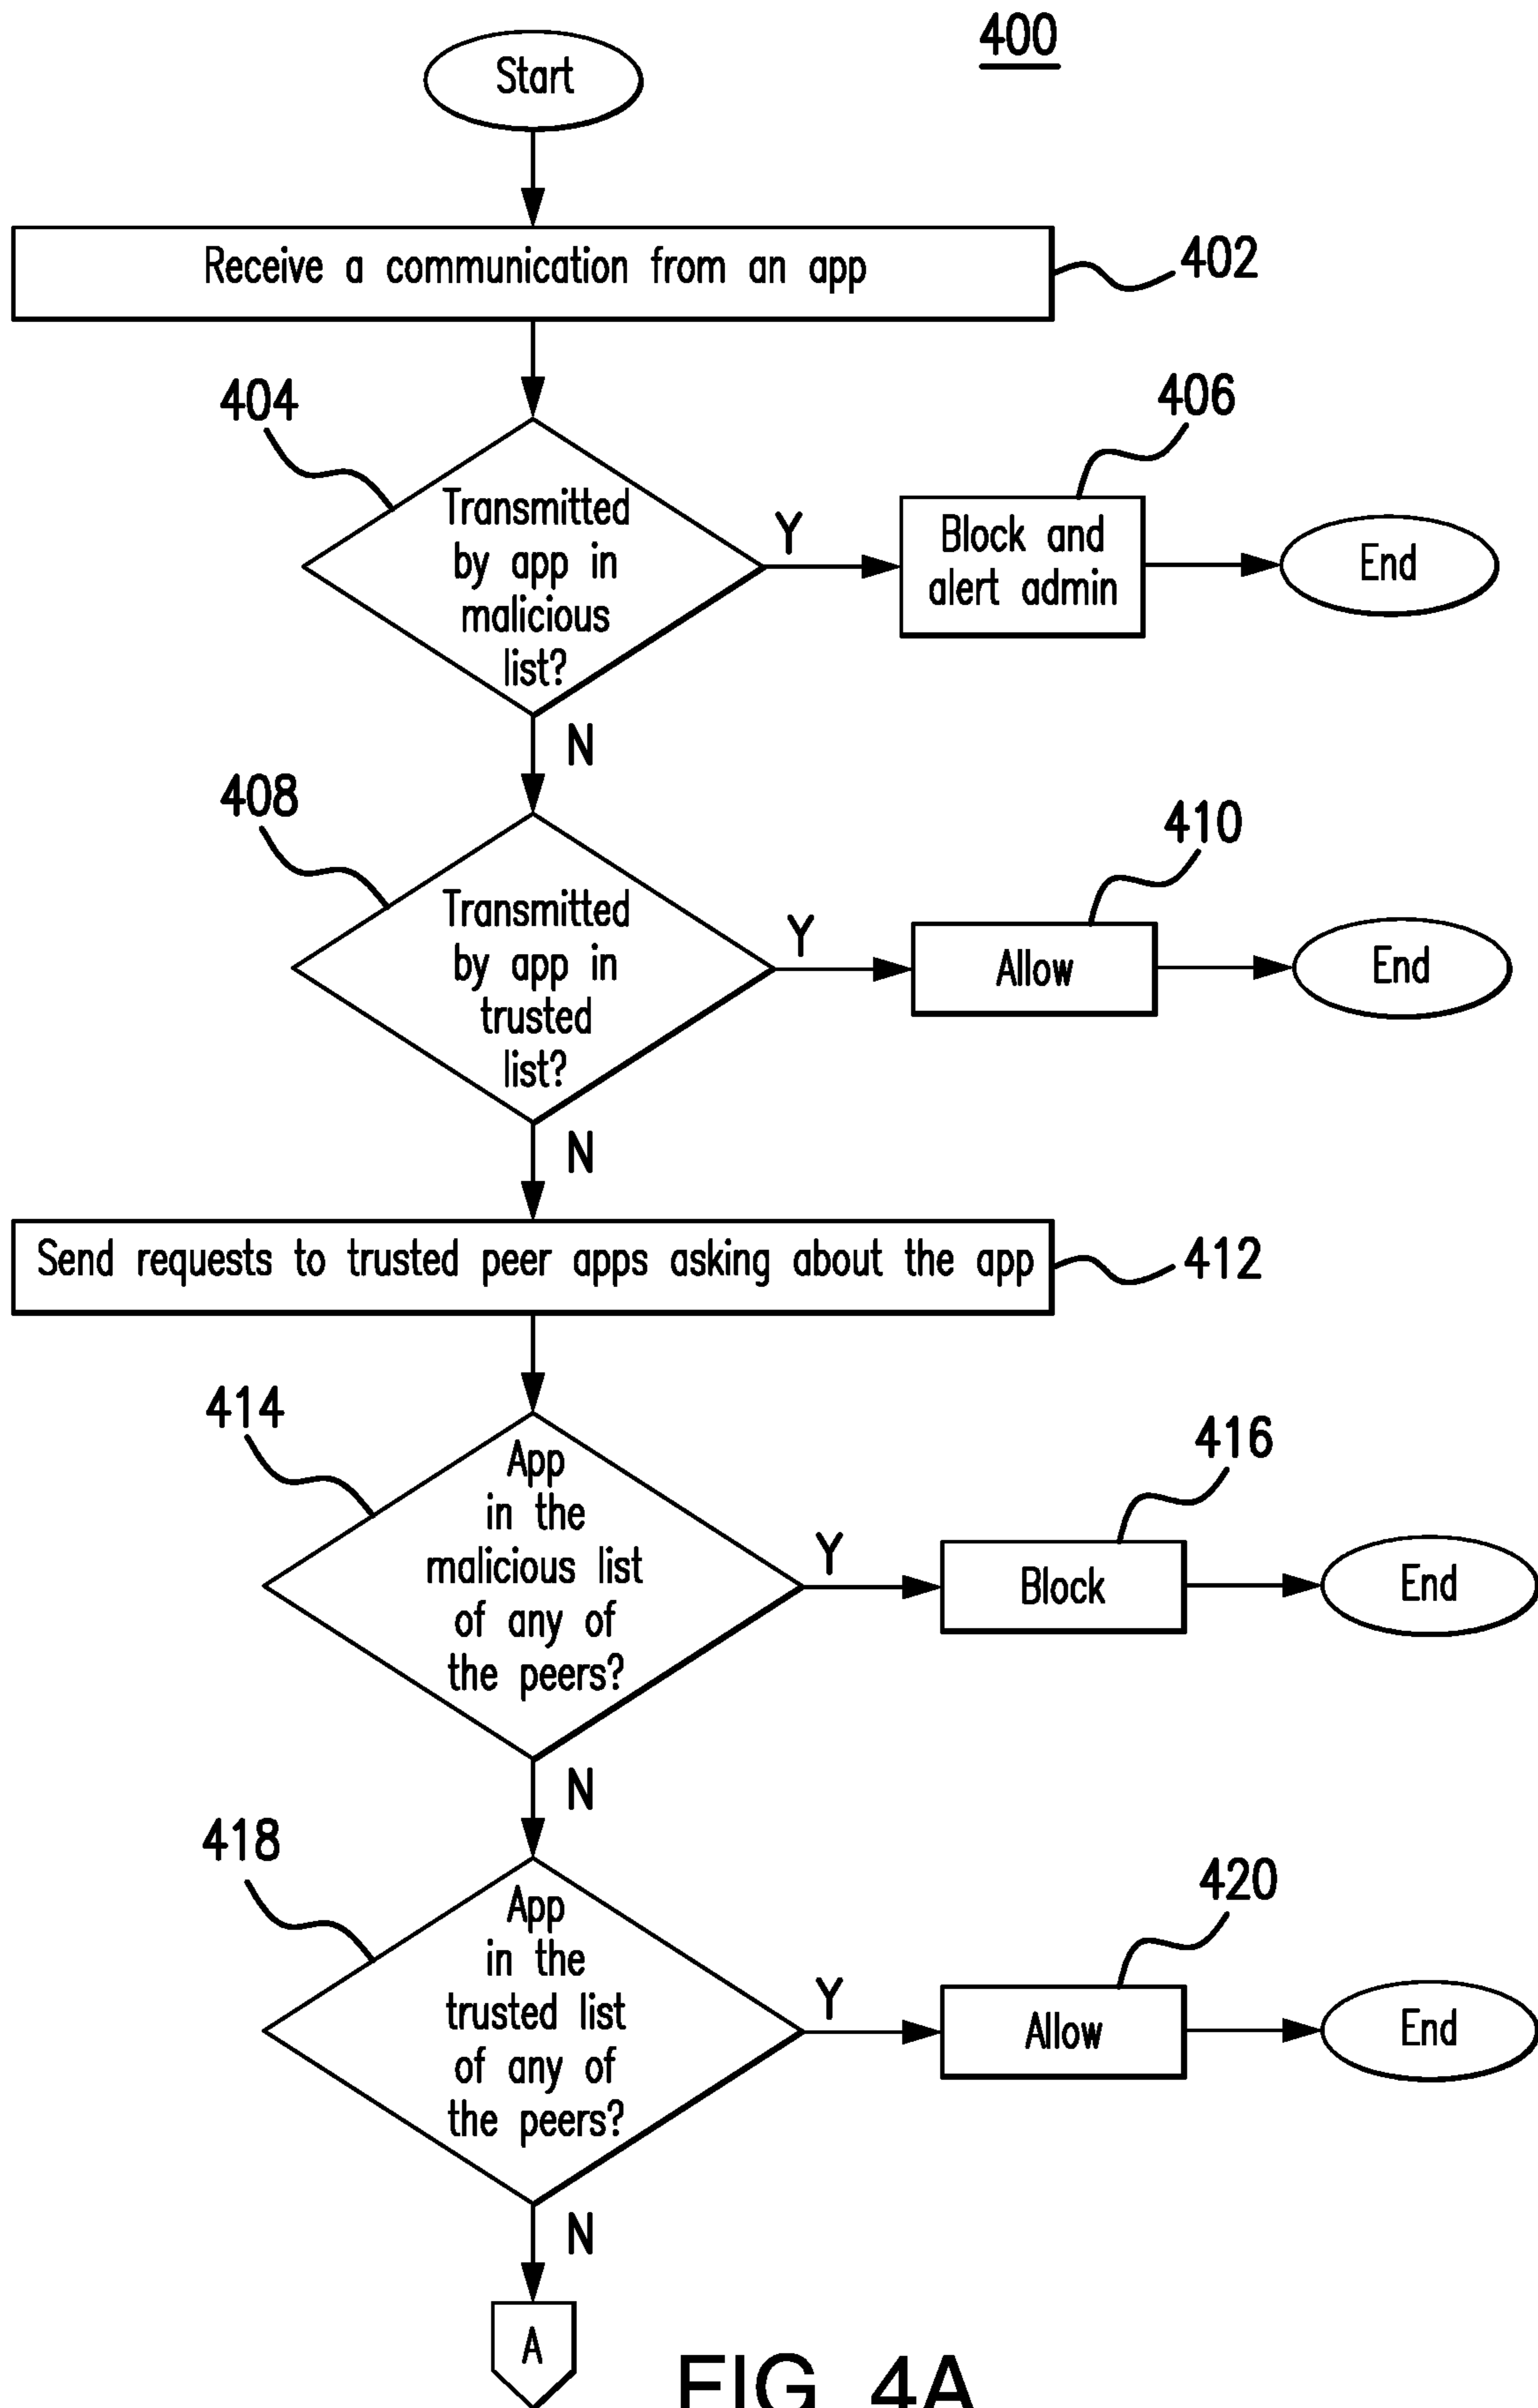 400
Start
Receive a communication from an app
402
404
Transmitted
by app in
malicious
list?
Y
406
Block and
alert admin
End
N
408
Transmitted
by app in
trusted
list?
Y
410
Allow
End
N
Send requests to trusted peer apps asking about the app
412
414
App
in the
malicious list
of any of
the peers?
Y
416
Block
End
N
418
App
in the
trusted list
of any of
the peers?
Y
420
Allow
End
N
A
FIG. 4A